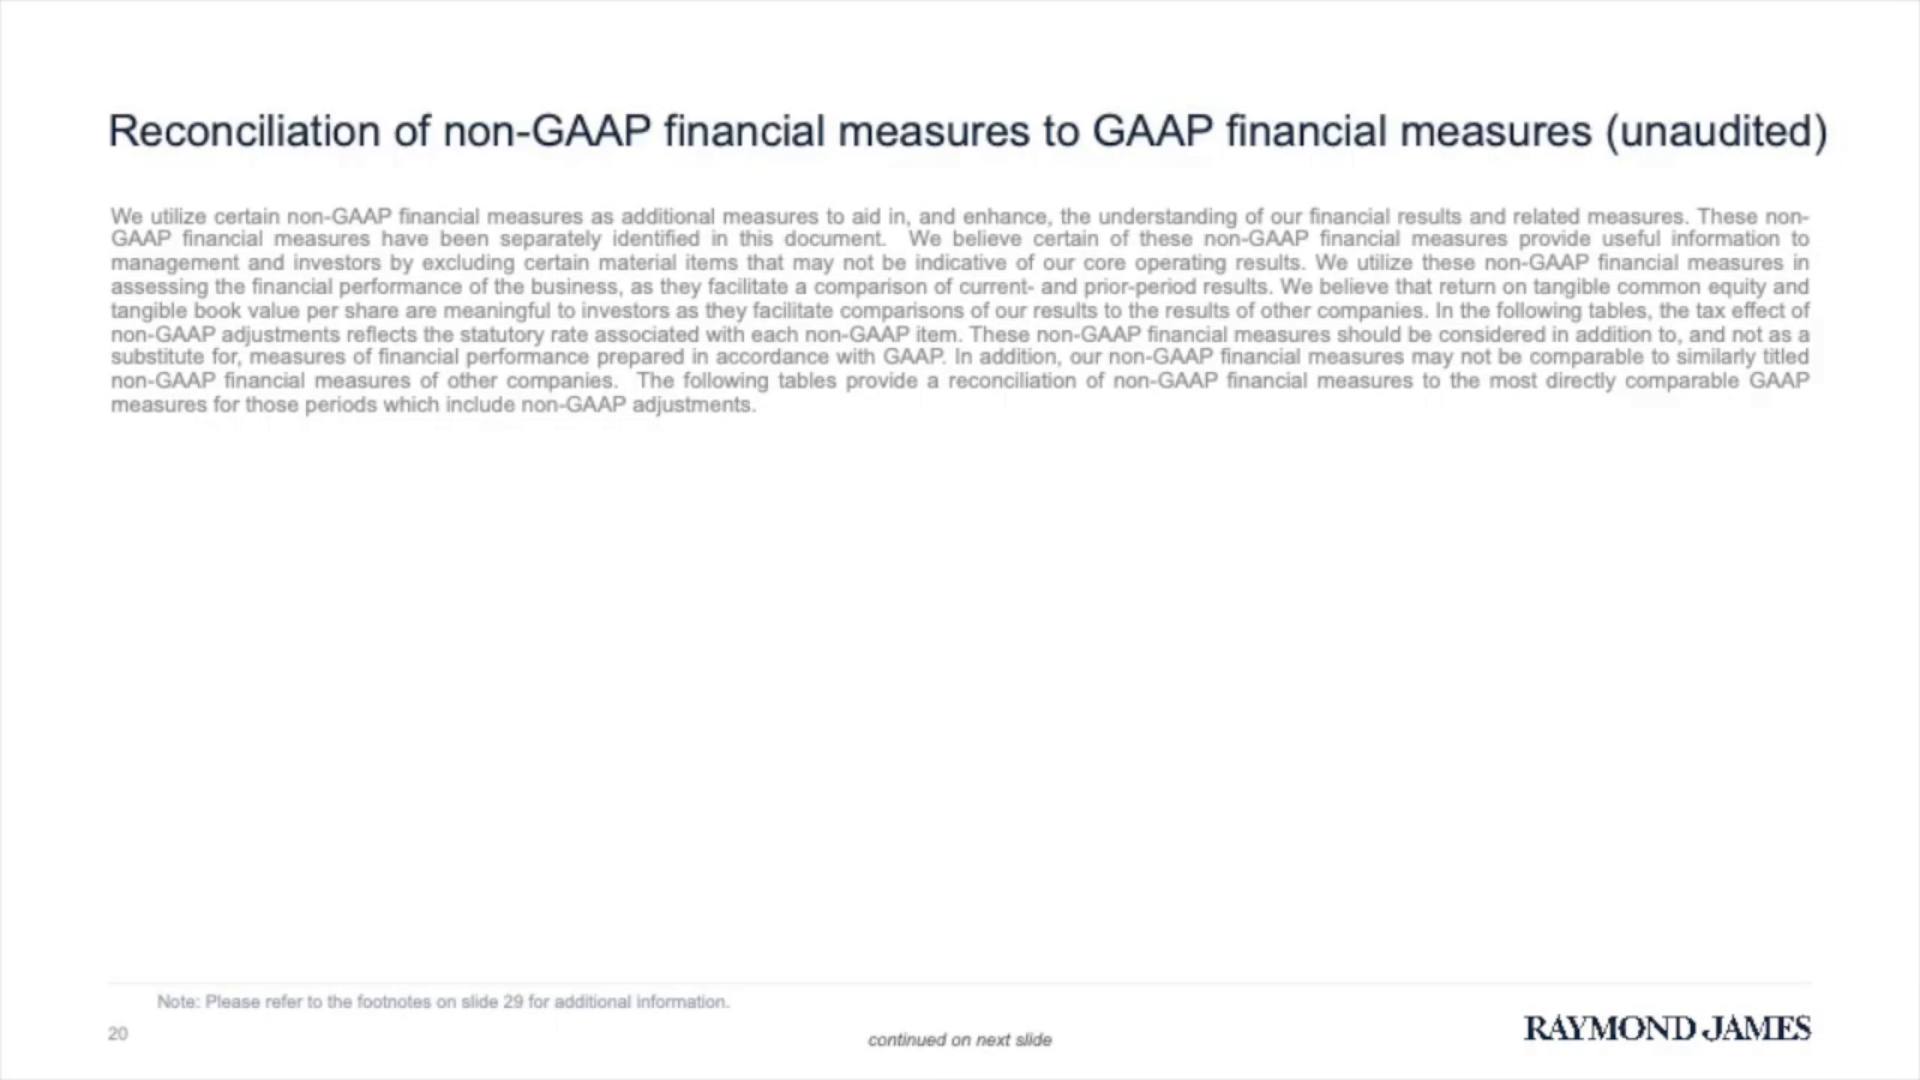 Reconciliation of non-GAAP financial measures to GAAP financial measures (unaudited)
We utilize certain non-GAAP financial measures as additional measures to aid in, and enhance, the understanding of our financial results and related measures. These non-
GAAP financial measures have been separately identified in this document. We believe certain of these non-GAAP financial measures provide useful information to
management and investors by excluding certain material items that may not be indicative of our core operating results. We utilize these non-GAAP financial measures in
assessing the financial performance of the business, as they facilitate a comparison of current- and prior-period results. We believe that return on tangible common equity and
tangible book value per share are meaningful to investors as they facilitate comparisons of our results to the results of other companies. In the following tables, the tax effect of
non-GAAP adjustments reflects the statutory rate associated with each non-GAAP item. These non-GAAP financial measures should be considered in addition to, and not as a
substitute for, measures of financial performance prepared in accordance with GAAP. In addition, our non-GAAP financial measures may not be comparable to similarly titled
non-GAAP financial measures of other companies. The following tables provide a reconciliation of non-GAAP financial measures to the most directly comparable GAAP
measures for those periods which include non-GAAP adjustments.
Note: Please refer to the footnotes on slide 29 for additional information.
20
continued on next slide
RAYMOND JAMES